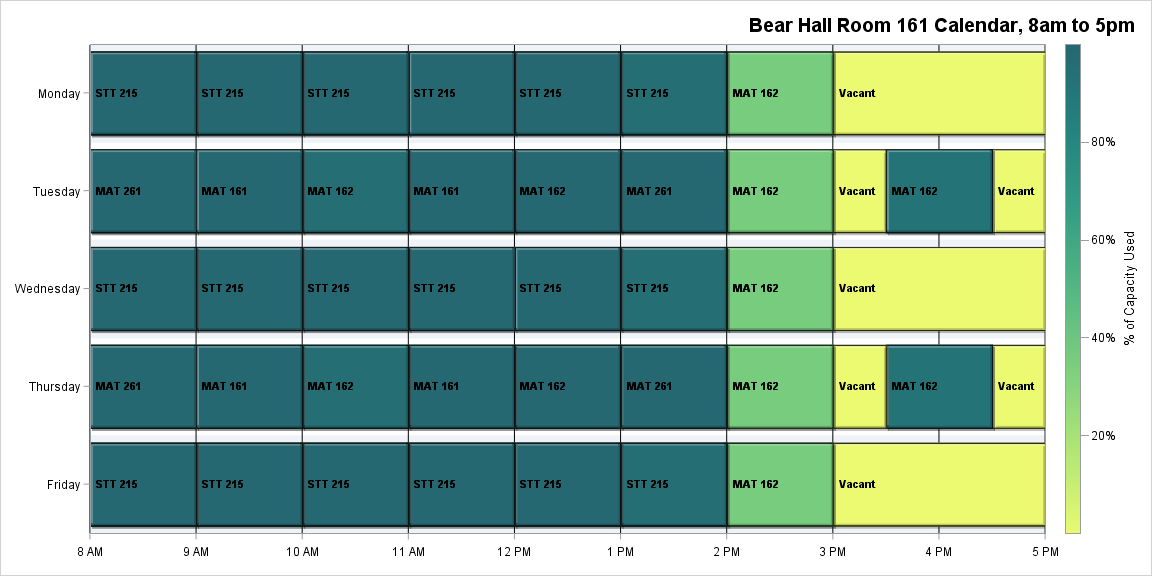 Bear Hall Room 161 Calendar, 8am to 5pm
Monday
STT 215 STT 215 STT 215 STT 215 STT 215 STT 215 MAT 162 Vacant
80%
Tuesday
MAT 261 MAT 161 MAT 162 MAT 161 MAT 162 MAT 261 MAT 162 Vacant MAT 162 Vacant
60%
% of Capacity Used
Wednesday
STT 215 STT 215 STT 215 STT 215 STT 215 STT 215 MAT 162 Vacant
40%
Thursday
MAT 261 MAT 161 MAT 162 MAT 161 MAT 162 MAT 261 MAT 162 Vacant MAT 162 Vacant
20%
Friday
STT 215 STT 215 STT 215 STT 215 STT 215 STT 215 MAT 162 Vacant
8 AM 9 AM 10 AM 11 AM 12 PM 1 PM 2 PM 3 PM 4 PM 5 PM